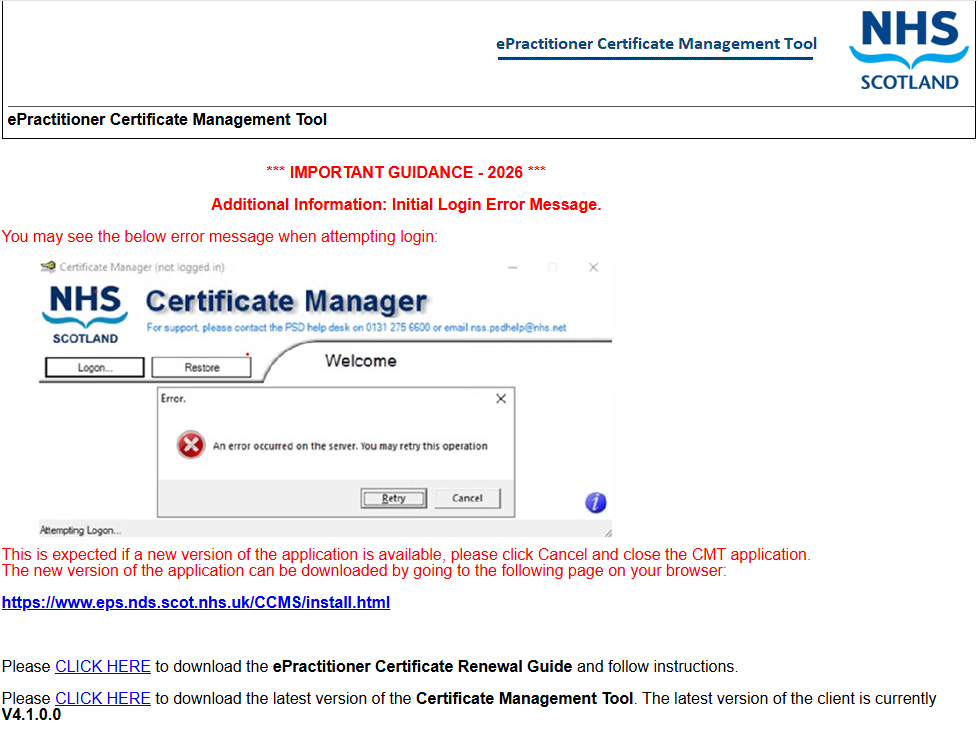 ePractitioner Certificate Management Tool
NHS
SCOTLAND
ePractitioner Certificate Management Tool
*** IMPORTANT GUIDANCE - 2026 ***
Additional Information: Initial Login Error Message.
You may see the below error message when attempting login:
Certificate Manager (not logged in)
NHS
SCOTLAND
Certificate Manager
For support, please contact the PSD help desk on 0131 275 6600 or email nss.psdhelp@nhs.net
Logon...
Restore
Welcome
Error.
An error occurred on the server. You may retry this operation
Retry
Cancel
i
Attempting Logon...
This is expected if a new version of the application is available, please click Cancel and close the CMT application.
The new version of the application can be downloaded by going to the following page on your browser:
https://www.eps.nds.scot.nhs.uk/CCMS/install.html
Please CLICK HERE to download the ePractitioner Certificate Renewal Guide and follow instructions.
Please CLICK HERE to download the latest version of the Certificate Management Tool. The latest version of the client is currently
V4.1.0.0